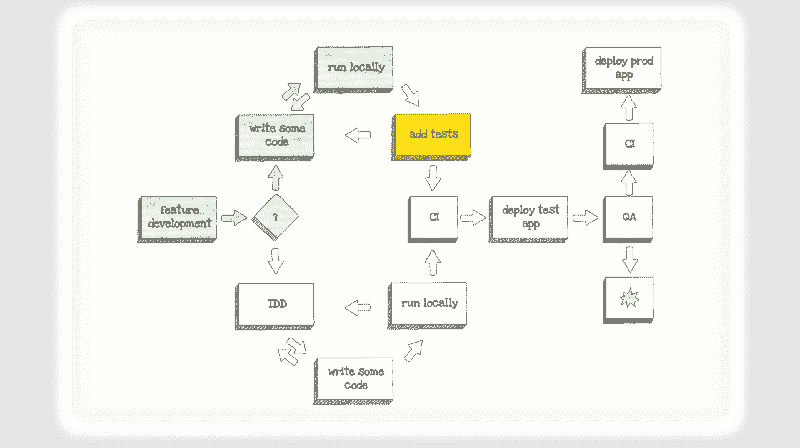 run locally
deploy prod
app
write some
code
add tests
CI
feature
development
?
CI
deploy test
app
QA
TDD
run locally
write some
code